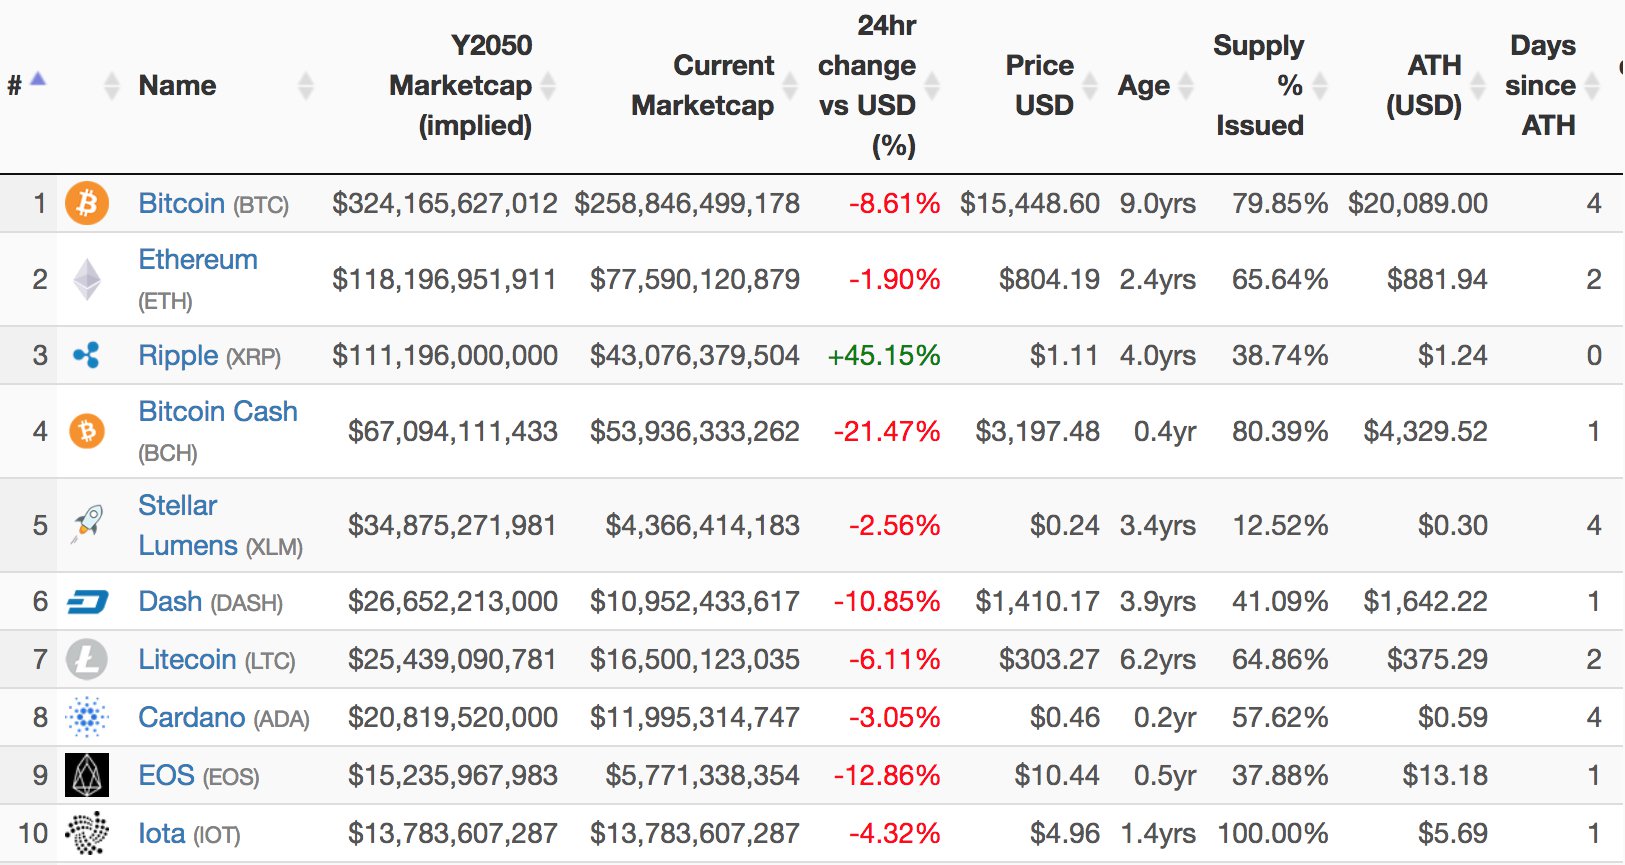 # Name Y2050 Marketcap (implied) Current Marketcap 24hr change vs USD (%) Price USD Age Supply % Issued ATH (USD) Days since ATH
1 Bitcoin (BTC) $324,165,627,012 $258,846,499,178 -8.61% $15,448.60 9.0yrs 79.85% $20,089.00 4
2 Ethereum (ETH) $118,196,951,911 $77,590,120,879 -1.90% $804.19 2.4yrs 65.64% $881.94 2
3 Ripple (XRP) $111,196,000,000 $43,076,379,504 +45.15% $1.11 4.0yrs 38.74% $1.24 0
4 Bitcoin Cash (BCH) $67,094,111,433 $53,936,333,262 -21.47% $3,197.48 0.4yr 80.39% $4,329.52 1
5 Stellar Lumens (XLM) $34,875,271,981 $4,366,414,183 -2.56% $0.24 3.4yrs 12.52% $0.30 4
6 Dash (DASH) $26,652,213,000 $10,952,433,617 -10.85% $1,410.17 3.9yrs 41.09% $1,642.22 1
7 Litecoin (LTC) $25,439,090,781 $16,500,123,035 -6.11% $303.27 6.2yrs 64.86% $375.29 2
8 Cardano (ADA) $20,819,520,000 $11,995,314,747 -3.05% $0.46 0.2yr 57.62% $0.59 4
9 EOS (EOS) $15,235,967,983 $5,771,338,354 -12.86% $10.44 0.5yr 37.88% $13.18 1
10 Iota (IOT) $13,783,607,287 $13,783,607,287 -4.32% $4.96 1.4yrs 100.00% $5.69 1